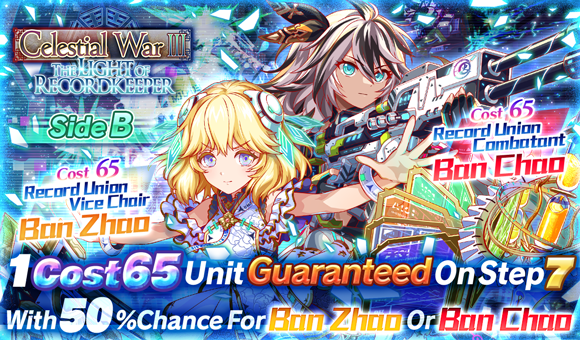 Celestial War III
THE LIGHT OF
RECORDKEEPER
Side B
Cost 65
Record Union
Combatant
Ban Chao
Cost 65
Record Union
Vice Chair
Ban Zhao
1 Cost65 Unit Guaranteed On Step 7
With 50%Chance For Ban Zhao Or Ban Chao